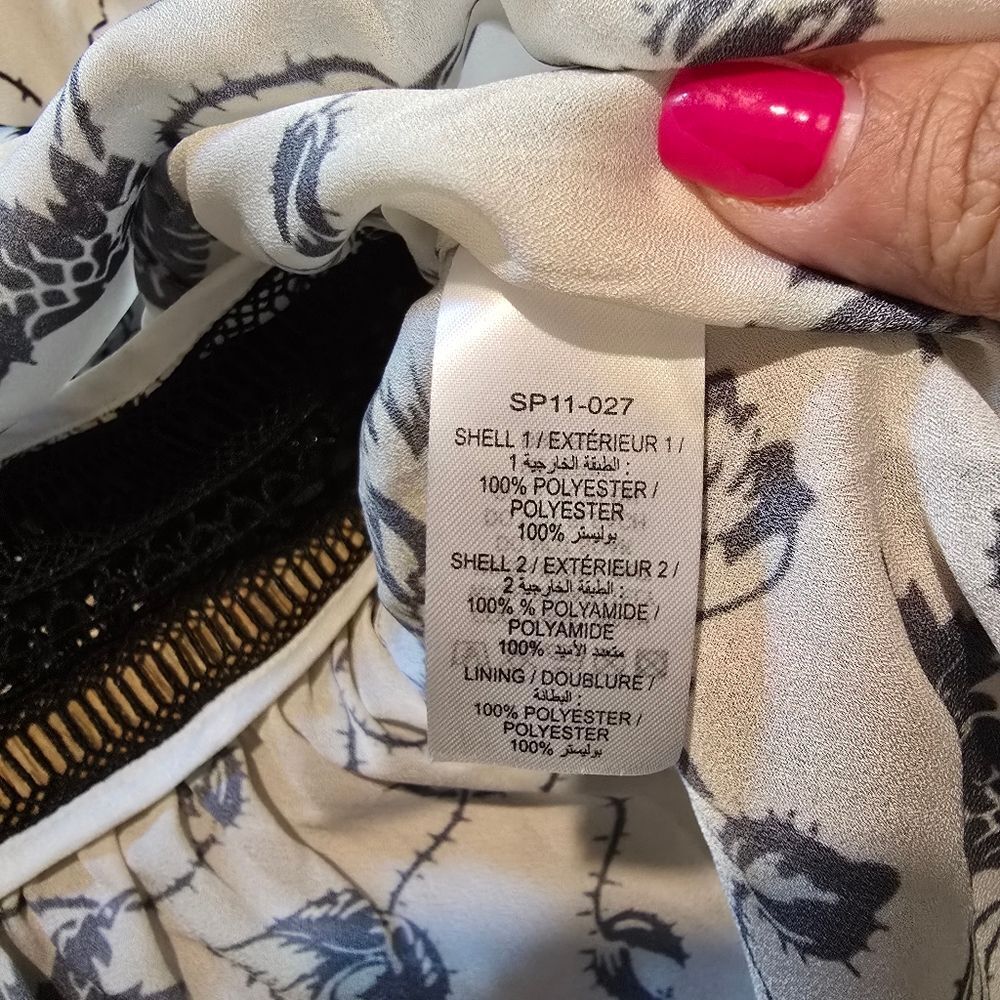 SP11-027
SHELL 1 / EXTÉRIEUR 1 /
الطبقة الخارجية 1 :
100% POLYESTER /
POLYESTER
بوليستر %100
SHELL 2 / EXTÉRIEUR 2 /
الطبقة الخارجية 2 :
100% % POLYAMIDE /
POLYAMIDE
متعدد الأميد %100
LINING / DOUBLURE /
البطانة :
100% POLYESTER /
POLYESTER
بوليستر %100